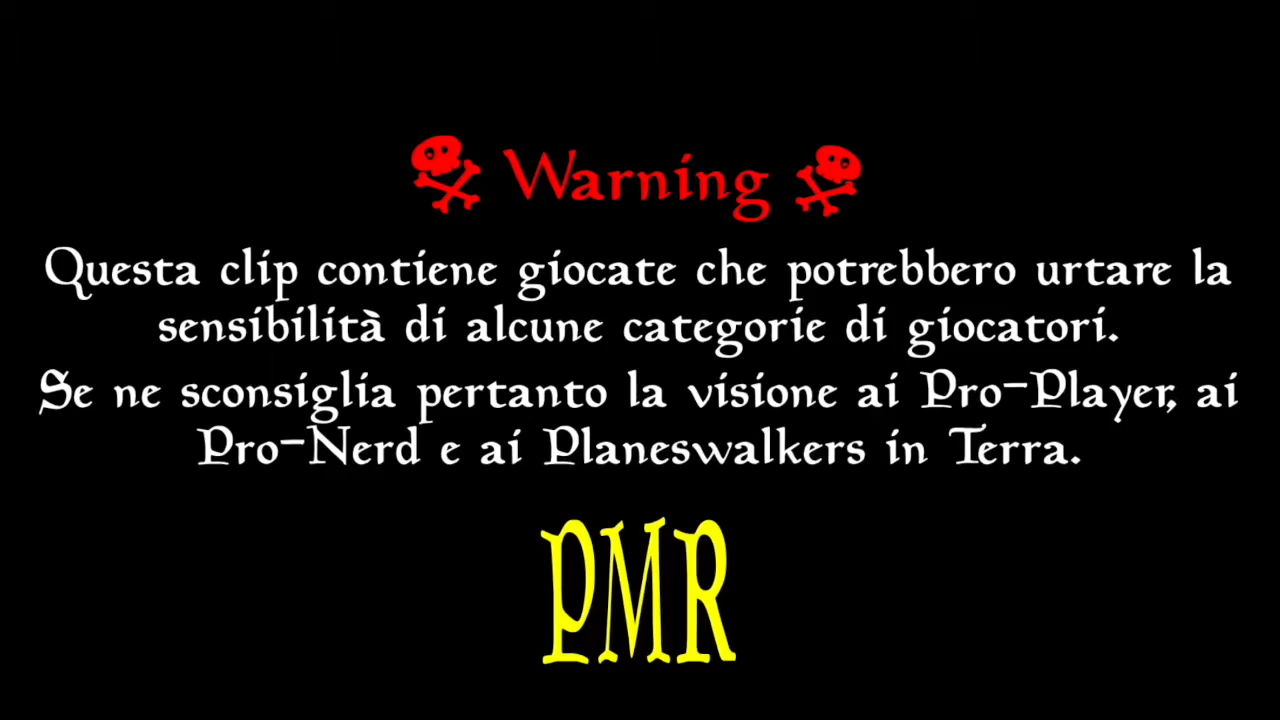 Warning
Questa clip contiene giocate che potrebbero urtare la
sensibilità di alcune categorie di giocatori.
Se ne sconsiglia pertanto la visione ai Pro-Player, ai
Pro-Nerd e ai Planeswalkers in Terra.
PMR